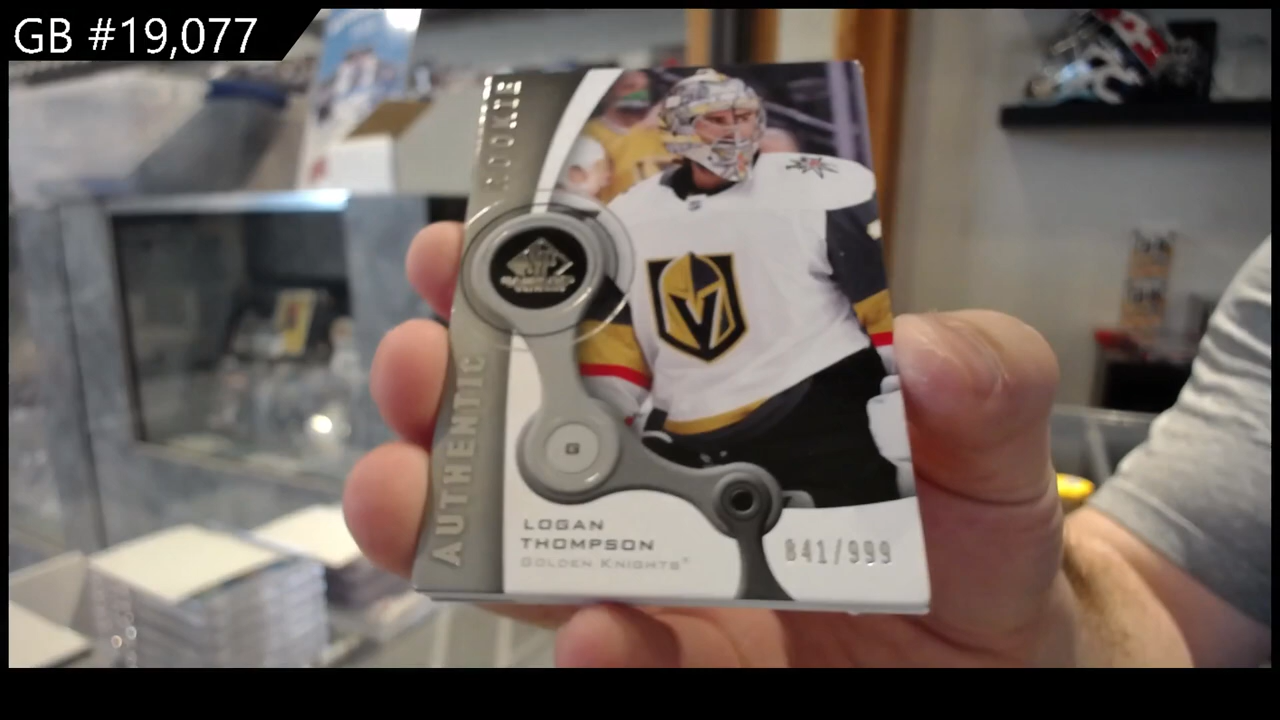 GB #19,077
AUTHENTIC ROOKIE
G
LOGAN
THOMPSON
GOLDEN KNIGHTS®
041/999